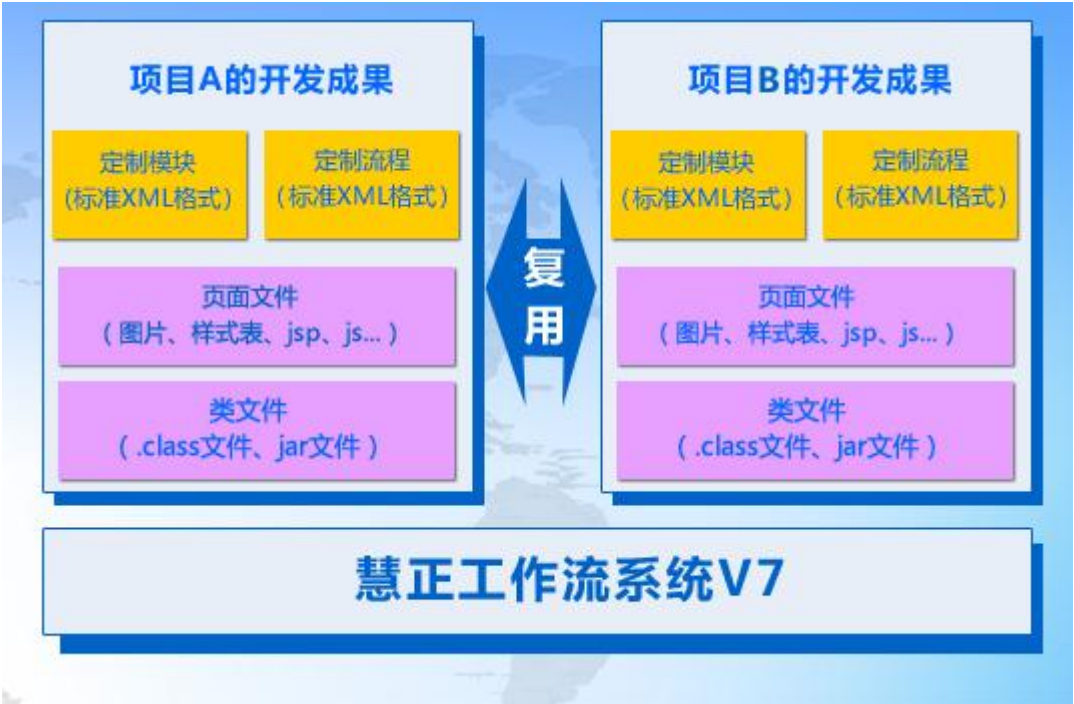 项目A的开发成果
定制模块
(标准XML格式)
定制流程
(标准XML格式)
页面文件
(图片、样式表、jsp、js...)
类文件
(.class文件、jar文件)
复
用
项目B的开发成果
定制模块
(标准XML格式)
定制流程
(标准XML格式)
页面文件
(图片、样式表、jsp、js...)
类文件
(.class文件、jar文件)
慧正工作流系统V7